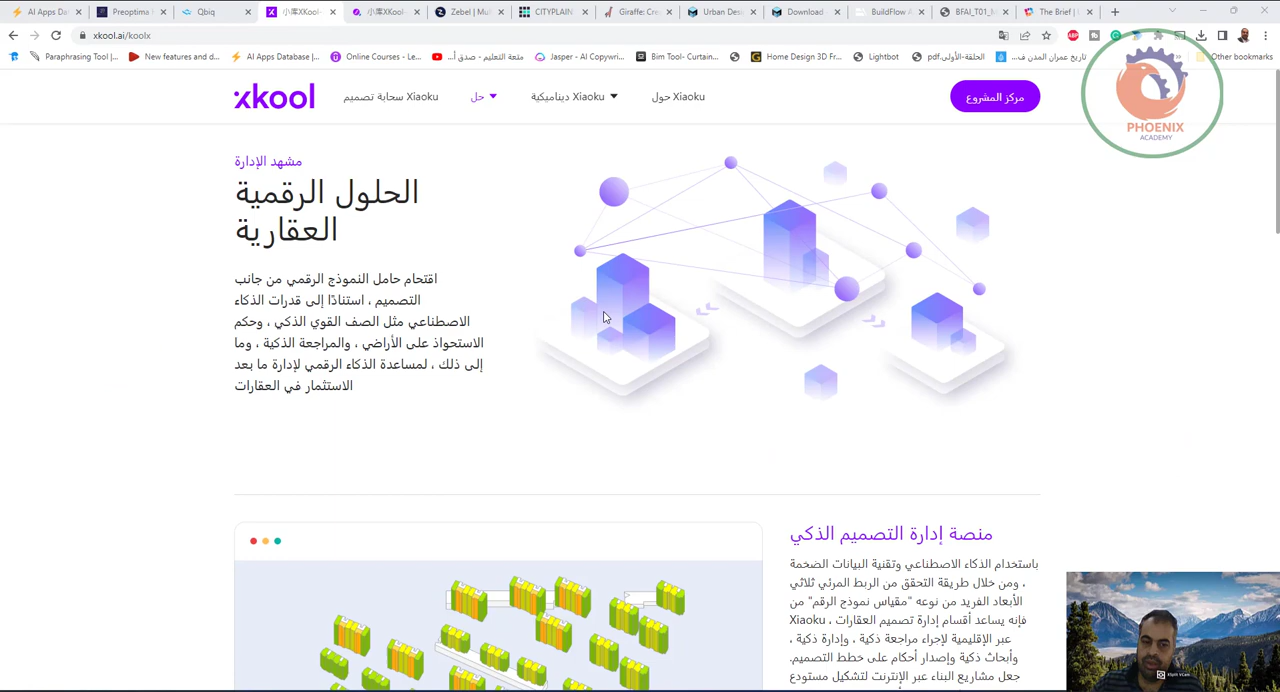 AI Apps Da
Preoptima
Qbiq
小库XKool
小库XKool-
Zebel | Mul
CITYPLAIN
Giraffe: Cre
Urban Desi
Download
BuildFlow A
BFAI_T01_M
The Brief |
xkool.ai/koolx
Paraphrasing Tool |...
New features and d...
AI Apps Database |...
Online Courses - Le...
متعة التعليم - صدق أ...
Jasper - AI Copywri...
Bim Tool- Curtain...
Home Design 3D Fr...
الحلقة-الأولى.pdf
Lightbot
تاريخ عمران المدن ف...
Other bookmarks
xkool
سحابة تصميم Xiaoku
حل
ديناميكية Xiaoku
حول Xiaoku
مركز المشروع
PHOENIX
ACADEMY
مشهد الإدارة
الحلول الرقمية
العقارية
اقتحام حامل النموذج الرقمي من جانب
التصميم ، استنادًا إلى قدرات الذكاء
الاصطناعي مثل الصف القوي الذكي ، وحكم
الاستحواذ على الأراضي ، والمراجعة الذكية ، وما
إلى ذلك ، لمساعدة الذكاء الرقمي لإدارة ما بعد
الاستثمار في العقارات
منصة إدارة التصميم الذكي
باستخدام الذكاء الاصطناعي وتقنية البيانات الضخمة
، ومن خلال طريقة التحقق من الربط المرئي ثلاثي
الأبعاد الفريد من نوعه "مقياس نموذج الرقم" من
Xiaoku ، فإنه يساعد أقسام إدارة تصميم العقارات
عبر الإقليمية لإجراء مراجعة ذكية ، وإدارة ذكية ،
وأبحاث ذكية وإصدار أحكام على خطط التصميم.
جعل مشاريع البناء عبر الإنترنت لتشكيل مستودع
XSplit VCam